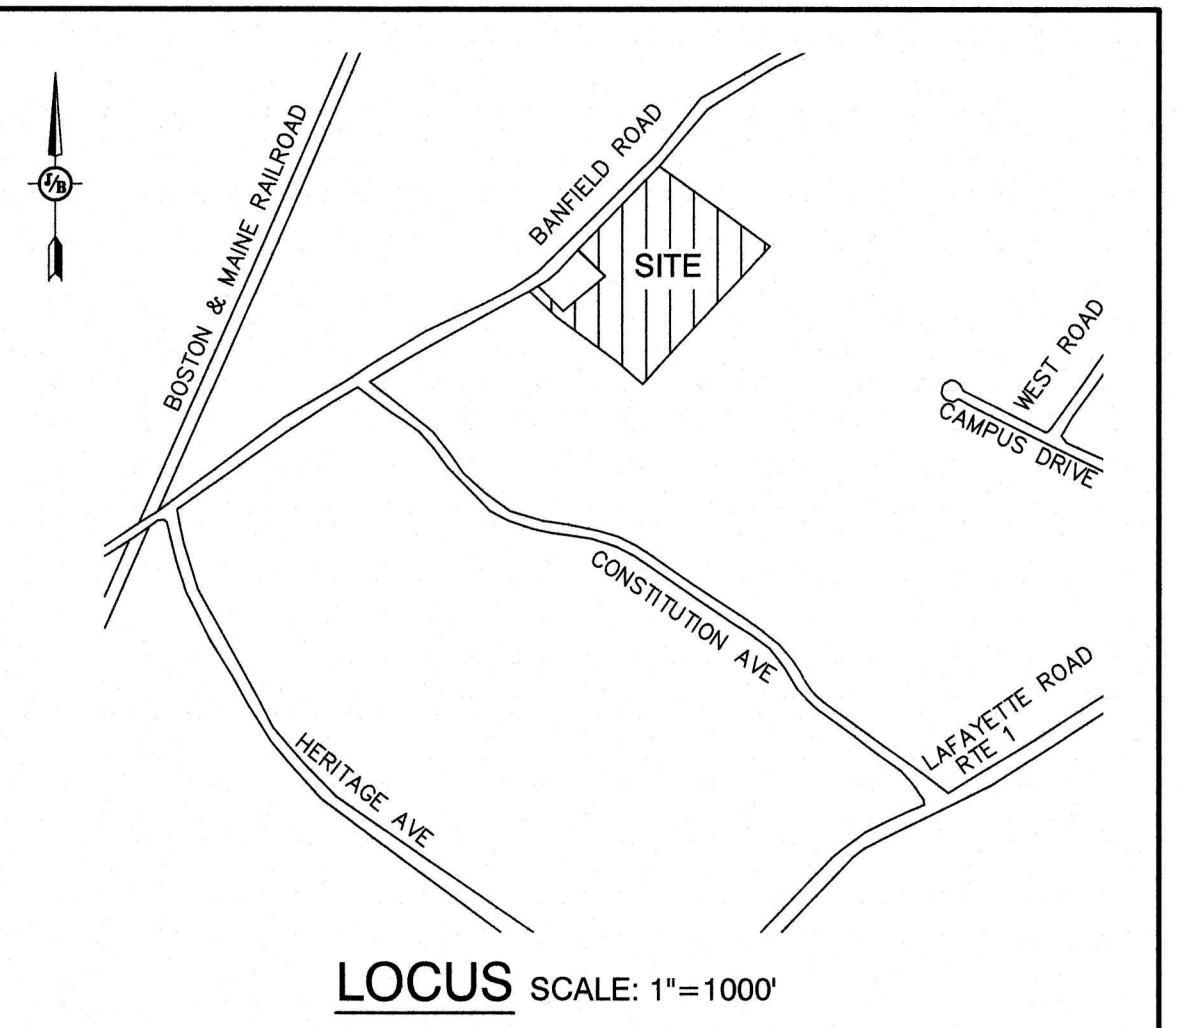 BOSTON & MAINE RAILROAD
BANFIELD ROAD
J/B
SITE
WEST ROAD
CAMPUS DRIVE
CONSTITUTION AVE
LAFAYETTE ROAD
RTE 1
HERITAGE AVE
LOCUS SCALE: 1"=1000'